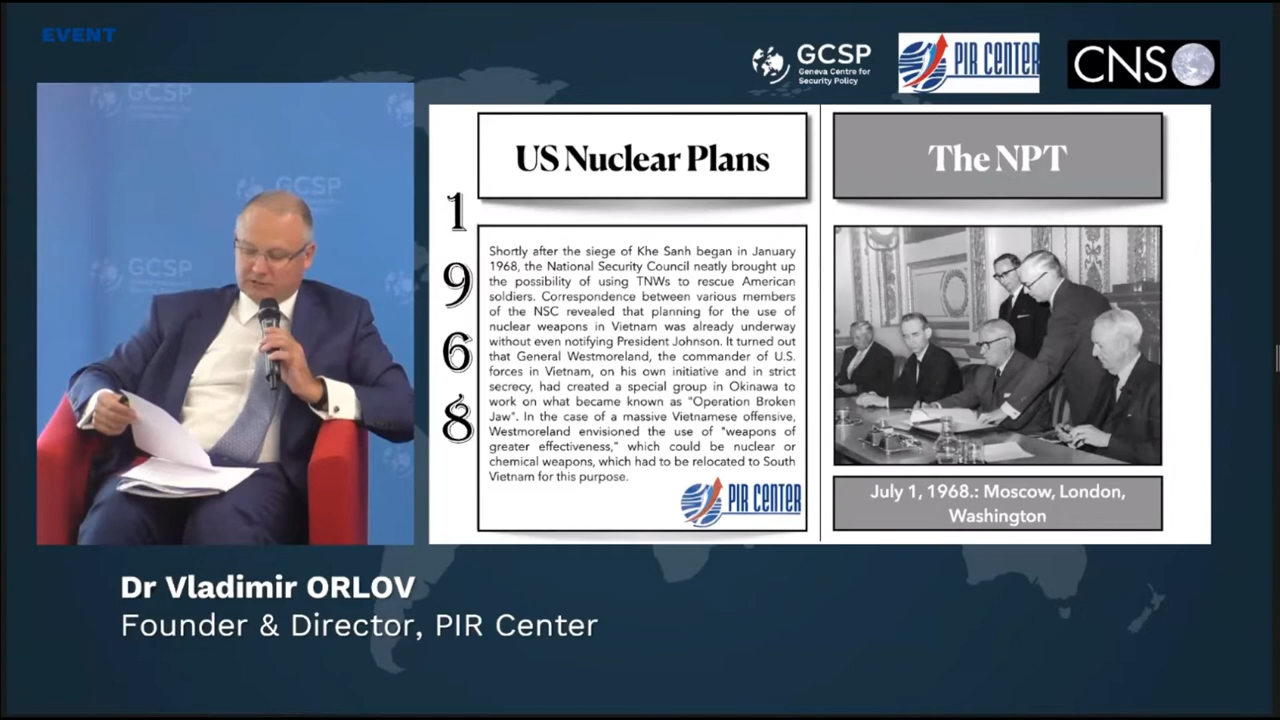 EVENT
GCSP
Geneva Centre for
Security Policy
PIR CENTER
CNS
GCSP
GCSP
GCSP
US Nuclear Plans
The NPT
1
9
6
8
Shortly after the siege of Khe Sanh began in January
1968, the National Security Council neatly brought up
the possibility of using TNWs to rescue American
soldiers. Correspondence between various members
of the NSC revealed that planning for the use of
nuclear weapons in Vietnam was already underway
without even notifying President Johnson. It turned out
that General Westmoreland, the commander of U.S.
forces in Vietnam, on his own initiative and in strict
secrecy, had created a special group in Okinawa to
work on what became known as "Operation Broken
Jaw". In the case of a massive Vietnamese offensive,
Westmoreland envisioned the use of "weapons of
greater effectiveness," which could be nuclear or
chemical weapons, which had to be relocated to South
Vietnam for this purpose.
PIR CENTER
July 1, 1968.: Moscow, London,
Washington
Dr Vladimir ORLOV
Founder & Director, PIR Center